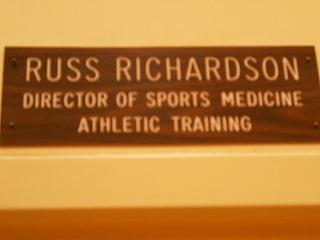 RUSS RICHARDSON
DIRECTOR OF SPORTS MEDICINE
ATHLETIC TRAINING